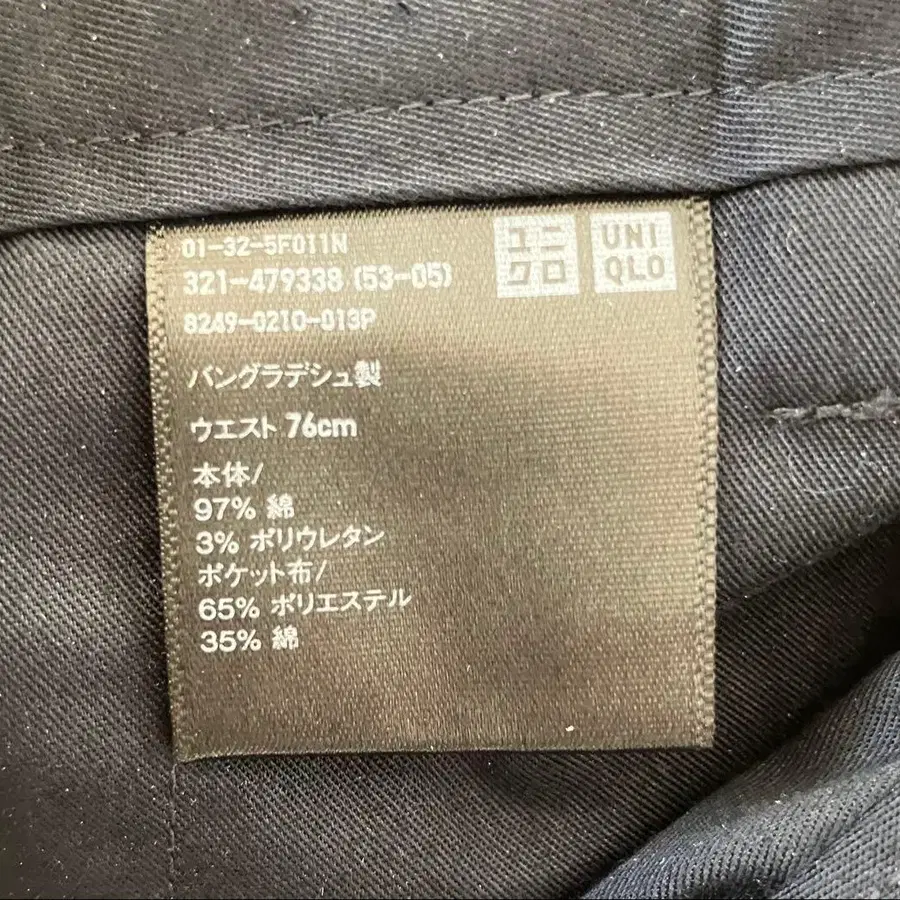 01-32-5F011N
321-479338 (53-05)
8249-0210-013P
ユニ
クロ
UNI
QLO
バングラデシュ製
ウエスト 76cm
本体/
97% 綿
3% ポリウレタン
ポケット布/
65% ポリエステル
35% 綿